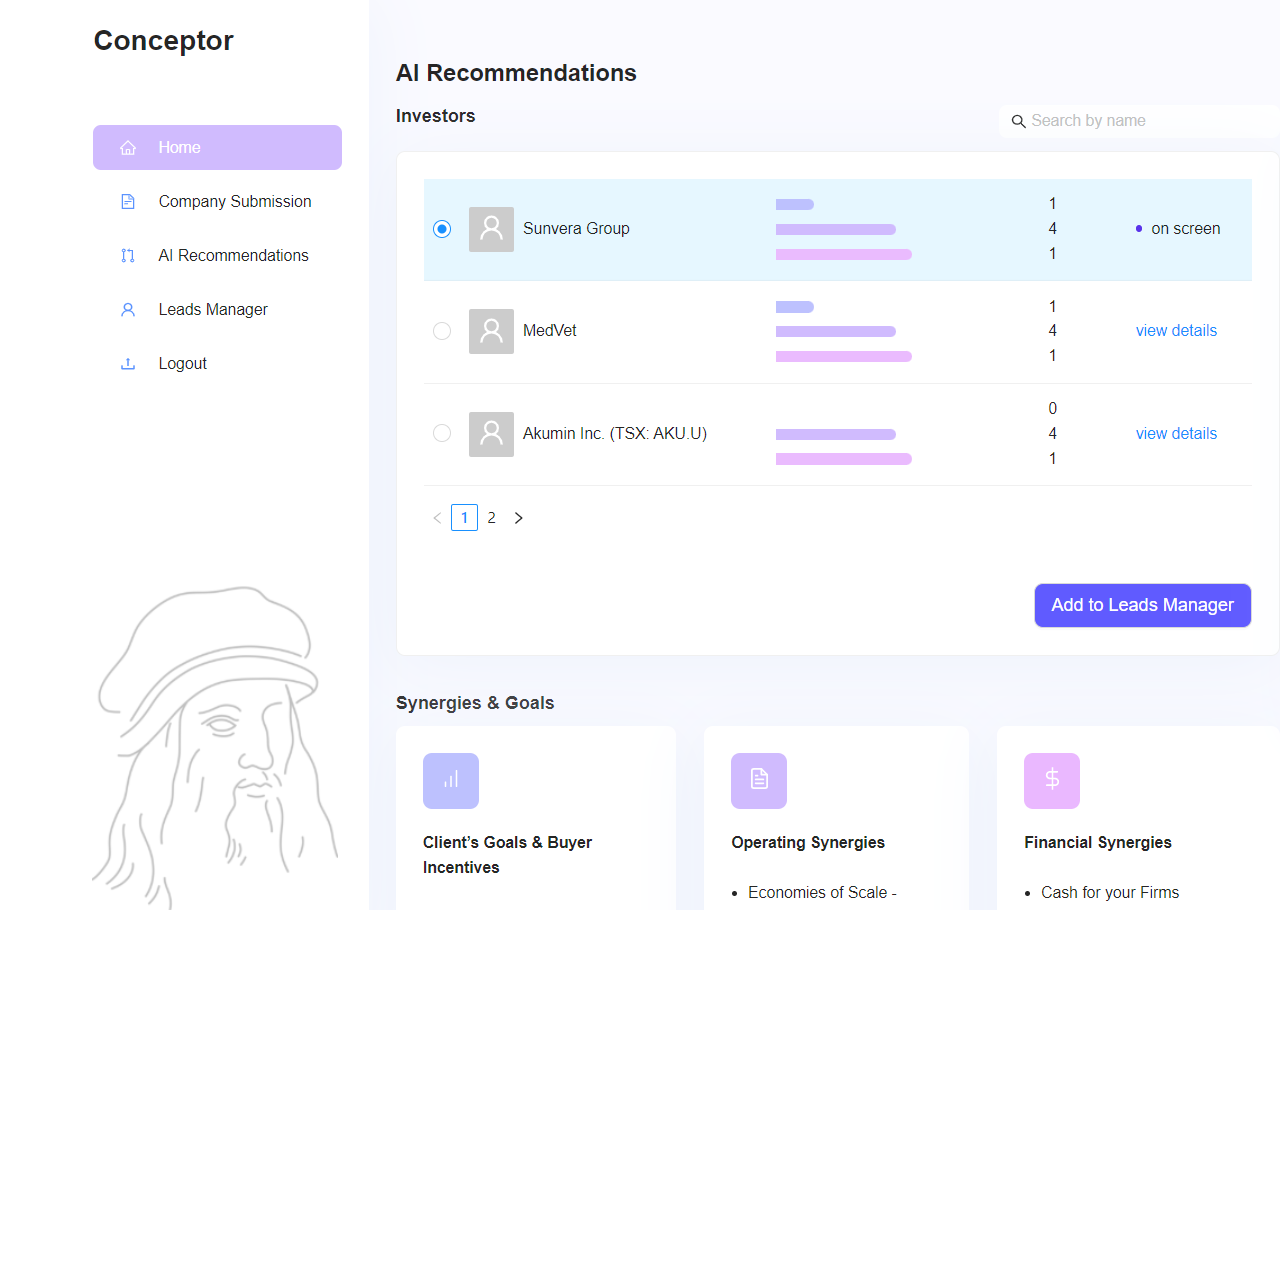 Conceptor
Home
Company Submission
AI Recommendations
Leads Manager
Logout
AI Recommendations
Investors
Search by name
Sunvera Group
1
4
1
on screen
MedVet
1
4
1
view details
Akumin Inc. (TSX: AKU.U)
0
4
1
view details
1 2
Add to Leads Manager
Synergies & Goals
Client’s Goals & Buyer
Incentives
Operating Synergies
• Economies of Scale -
Financial Synergies
• Cash for your Firms